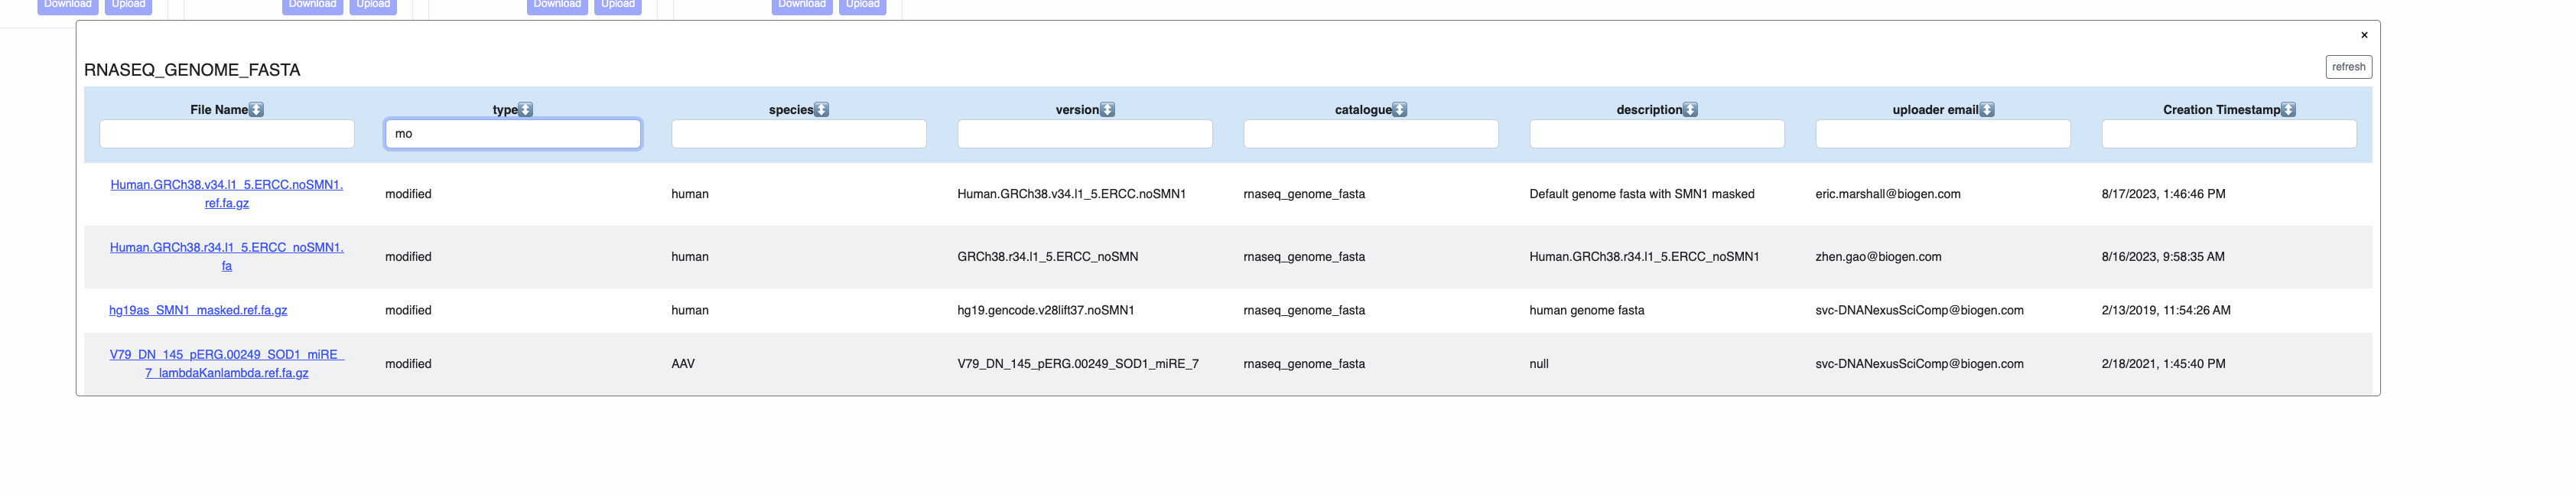 Download Upload Download Upload Download Upload Download Upload
×
RNASEQ_GENOME_FASTA refresh
File Name type species version catalogue description uploader email Creation Timestamp
mo
Human.GRCh38.v34.l1_5.ERCC.noSMN1.
ref.fa.gz modified human Human.GRCh38.v34.l1_5.ERCC.noSMN1 rnaseq_genome_fasta Default genome fasta with SMN1 masked eric.marshall@biogen.com 8/17/2023, 1:46:46 PM
Human.GRCh38.r34.l1_5.ERCC_noSMN1.
fa modified human GRCh38.r34.l1_5.ERCC_noSMN rnaseq_genome_fasta Human.GRCh38.r34.l1_5.ERCC_noSMN1 zhen.gao@biogen.com 8/16/2023, 9:58:35 AM
hg19as_SMN1_masked.ref.fa.gz modified human hg19.gencode.v28lift37.noSMN1 rnaseq_genome_fasta human genome fasta svc-DNANexusSciComp@biogen.com 2/13/2019, 11:54:26 AM
V79_DN_145_pERG.00249_SOD1_miRE_
7_lambdaKanlambda.ref.fa.gz modified AAV V79_DN_145_pERG.00249_SOD1_miRE_7 rnaseq_genome_fasta null svc-DNANexusSciComp@biogen.com 2/18/2021, 1:45:40 PM